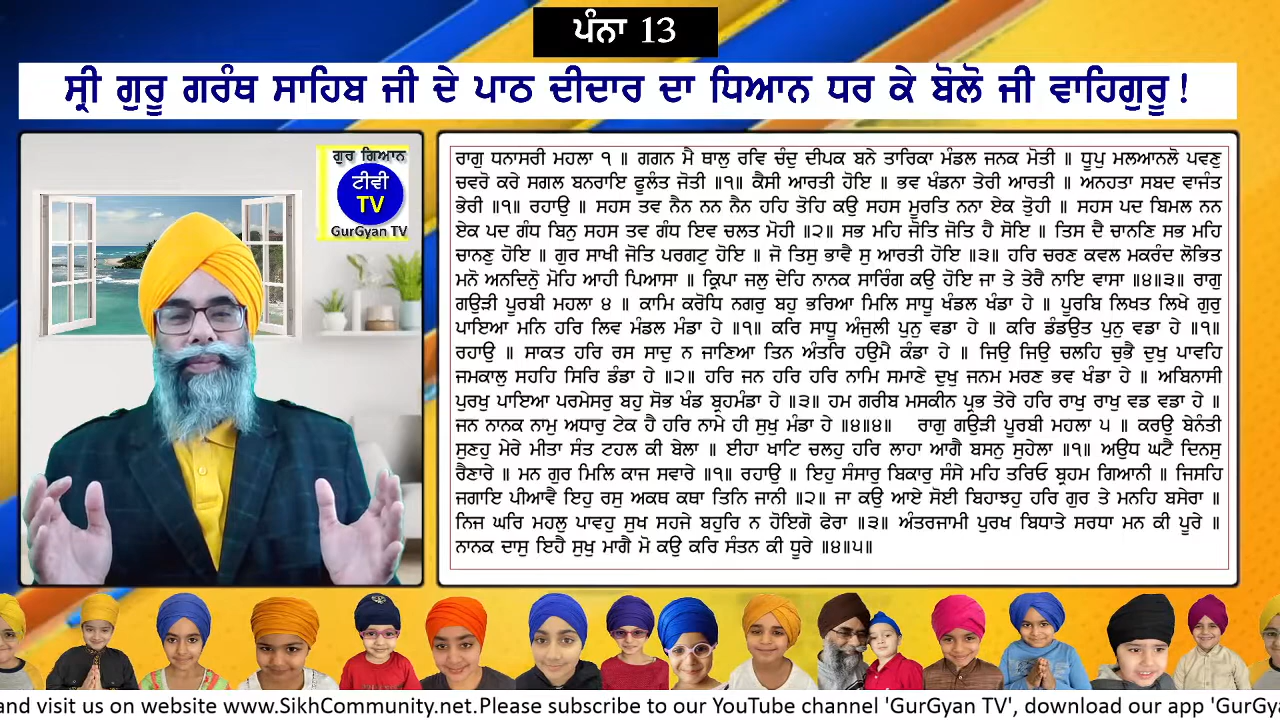 ਪੰਨਾ 13
ਸ੍ਰੀ ਗੁਰੂ ਗਰੰਥ ਸਾਹਿਬ ਜੀ ਦੇ ਪਾਠ ਦੀਦਾਰ ਦਾ ਧਿਆਨ ਧਰ ਕੇ ਬੋਲੋ ਜੀ ਵਾਹਿਗੁਰੂ!
ਗੁਰ ਗਿਆਨ
ਟੀਵੀ
TV
GurGyan TV
ਰਾਗੁ ਧਨਾਸਰੀ ਮਹਲਾ ੧ ॥ ਗਗਨ ਮੈ ਥਾਲੁ ਰਵਿ ਚੰਦੁ ਦੀਪਕ ਬਨੇ ਤਾਰਿਕਾ ਮੰਡਲ ਜਨਕ ਮੋਤੀ ॥ ਧੂਪੁ ਮਲਆਨਲੋ ਪਵਣੁ
ਚਵਰੋ ਕਰੇ ਸਗਲ ਬਨਰਾਇ ਫੂਲੰਤ ਜੋਤੀ ॥੧॥ ਕੈਸੀ ਆਰਤੀ ਹੋਇ ॥ ਭਵ ਖੰਡਨਾ ਤੇਰੀ ਆਰਤੀ ॥ ਅਨਹਤਾ ਸਬਦ ਵਾਜੰਤ
ਭੇਰੀ ॥੧॥ ਰਹਾਉ ॥ ਸਹਸ ਤਵ ਨੈਨ ਨਨ ਨੈਨ ਹਹਿ ਤੋਹਿ ਕਉ ਸਹਸ ਮੂਰਤਿ ਨਨਾ ਏਕ ਤੋੁਹੀ ॥ ਸਹਸ ਪਦ ਬਿਮਲ ਨਨ
ਏਕ ਪਦ ਗੰਧ ਬਿਨੁ ਸਹਸ ਤਵ ਗੰਧ ਇਵ ਚਲਤ ਮੋਹੀ ॥੨॥ ਸਭ ਮਹਿ ਜੋਤਿ ਜੋਤਿ ਹੈ ਸੋਇ ॥ ਤਿਸ ਦੈ ਚਾਨਣਿ ਸਭ ਮਹਿ
ਚਾਨਣੁ ਹੋਇ ॥ ਗੁਰ ਸਾਖੀ ਜੋਤਿ ਪਰਗਟੁ ਹੋਇ ॥ ਜੋ ਤਿਸੁ ਭਾਵੈ ਸੁ ਆਰਤੀ ਹੋਇ ॥੩॥ ਹਰਿ ਚਰਣ ਕਵਲ ਮਕਰੰਦ ਲੋਭਿਤ
ਮਨੋ ਅਨਦਿਨੋੁ ਮੋਹਿ ਆਹੀ ਪਿਆਸਾ ॥ ਕ੍ਰਿਪਾ ਜਲੁ ਦੇਹਿ ਨਾਨਕ ਸਾਰਿੰਗ ਕਉ ਹੋਇ ਜਾ ਤੇ ਤੇਰੈ ਨਾਇ ਵਾਸਾ ॥੪॥੩॥ ਰਾਗੁ
ਗਉੜੀ ਪੂਰਬੀ ਮਹਲਾ ੪ ॥ ਕਾਮਿ ਕਰੋਧਿ ਨਗਰੁ ਬਹੁ ਭਰਿਆ ਮਿਲਿ ਸਾਧੂ ਖੰਡਲ ਖੰਡਾ ਹੇ ॥ ਪੂਰਬਿ ਲਿਖਤ ਲਿਖੇ ਗੁਰੁ
ਪਾਇਆ ਮਨਿ ਹਰਿ ਲਿਵ ਮੰਡਲ ਮੰਡਾ ਹੇ ॥੧॥ ਕਰਿ ਸਾਧੂ ਅੰਜੁਲੀ ਪੁਨੁ ਵਡਾ ਹੇ ॥ ਕਰਿ ਡੰਡਉਤ ਪੁਨੁ ਵਡਾ ਹੇ ॥੧॥
ਰਹਾਉ ॥ ਸਾਕਤ ਹਰਿ ਰਸ ਸਾਦੁ ਨ ਜਾਣਿਆ ਤਿਨ ਅੰਤਰਿ ਹਉਮੈ ਕੰਡਾ ਹੇ ॥ ਜਿਉ ਜਿਉ ਚਲਹਿ ਚੁਭੈ ਦੁਖੁ ਪਾਵਹਿ
ਜਮਕਾਲੁ ਸਹਹਿ ਸਿਰਿ ਡੰਡਾ ਹੇ ॥੨॥ ਹਰਿ ਜਨ ਹਰਿ ਹਰਿ ਨਾਮਿ ਸਮਾਣੇ ਦੁਖੁ ਜਨਮ ਮਰਣ ਭਵ ਖੰਡਾ ਹੇ ॥ ਅਬਿਨਾਸੀ
ਪੁਰਖੁ ਪਾਇਆ ਪਰਮੇਸਰੁ ਬਹੁ ਸੋਭ ਖੰਡ ਬ੍ਰਹਮੰਡਾ ਹੇ ॥੩॥ ਹਮ ਗਰੀਬ ਮਸਕੀਨ ਪ੍ਰਭ ਤੇਰੇ ਹਰਿ ਰਾਖੁ ਰਾਖੁ ਵਡ ਵਡਾ ਹੇ ॥
ਜਨ ਨਾਨਕ ਨਾਮੁ ਅਧਾਰੁ ਟੇਕ ਹੈ ਹਰਿ ਨਾਮੇ ਹੀ ਸੁਖੁ ਮੰਡਾ ਹੇ ॥੪॥੪॥ ਰਾਗੁ ਗਉੜੀ ਪੂਰਬੀ ਮਹਲਾ ੫ ॥ ਕਰਉ ਬੇਨੰਤੀ
ਸੁਣਹੁ ਮੇਰੇ ਮੀਤਾ ਸੰਤ ਟਹਲ ਕੀ ਬੇਲਾ ॥ ਈਹਾ ਖਾਟਿ ਚਲਹੁ ਹਰਿ ਲਾਹਾ ਆਗੈ ਬਸਨੁ ਸੁਹੇਲਾ ॥੧॥ ਅਉਧ ਘਟੈ ਦਿਨਸੁ
ਰੈਣਾਰੇ ॥ ਮਨ ਗੁਰ ਮਿਲਿ ਕਾਜ ਸਵਾਰੇ ॥੧॥ ਰਹਾਉ ॥ ਇਹੁ ਸੰਸਾਰੁ ਬਿਕਾਰੁ ਸੰਸੇ ਮਹਿ ਤਰਿਓ ਬ੍ਰਹਮ ਗਿਆਨੀ ॥ ਜਿਸਹਿ
ਜਗਾਇ ਪੀਆਵੈ ਇਹੁ ਰਸੁ ਅਕਥ ਕਥਾ ਤਿਨਿ ਜਾਨੀ ॥੨॥ ਜਾ ਕਉ ਆਏ ਸੋਈ ਬਿਹਾਝਹੁ ਹਰਿ ਗੁਰ ਤੇ ਮਨਹਿ ਬਸੇਰਾ ॥
ਨਿਜ ਘਰਿ ਮਹਲੁ ਪਾਵਹੁ ਸੁਖ ਸਹਜੇ ਬਹੁਰਿ ਨ ਹੋਇਗੋ ਫੇਰਾ ॥੩॥ ਅੰਤਰਜਾਮੀ ਪੁਰਖ ਬਿਧਾਤੇ ਸਰਧਾ ਮਨ ਕੀ ਪੂਰੇ ॥
ਨਾਨਕ ਦਾਸੁ ਇਹੈ ਸੁਖੁ ਮਾਗੈ ਮੋ ਕਉ ਕਰਿ ਸੰਤਨ ਕੀ ਧੂਰੇ ॥੪॥੫॥
and visit us on website www.SikhCommunity.net.Please subscribe to our YouTube channel 'GurGyan TV', download our app 'GurGya